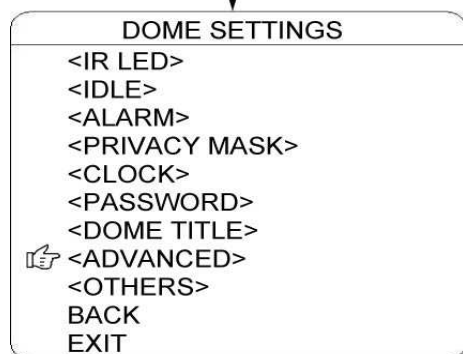 DOME SETTINGS
<IR LED>
<IDLE>
<ALARM>
<PRIVACY MASK>
<CLOCK>
<PASSWORD>
<DOME TITLE>
<ADVANCED>
<OTHERS>
BACK
EXIT